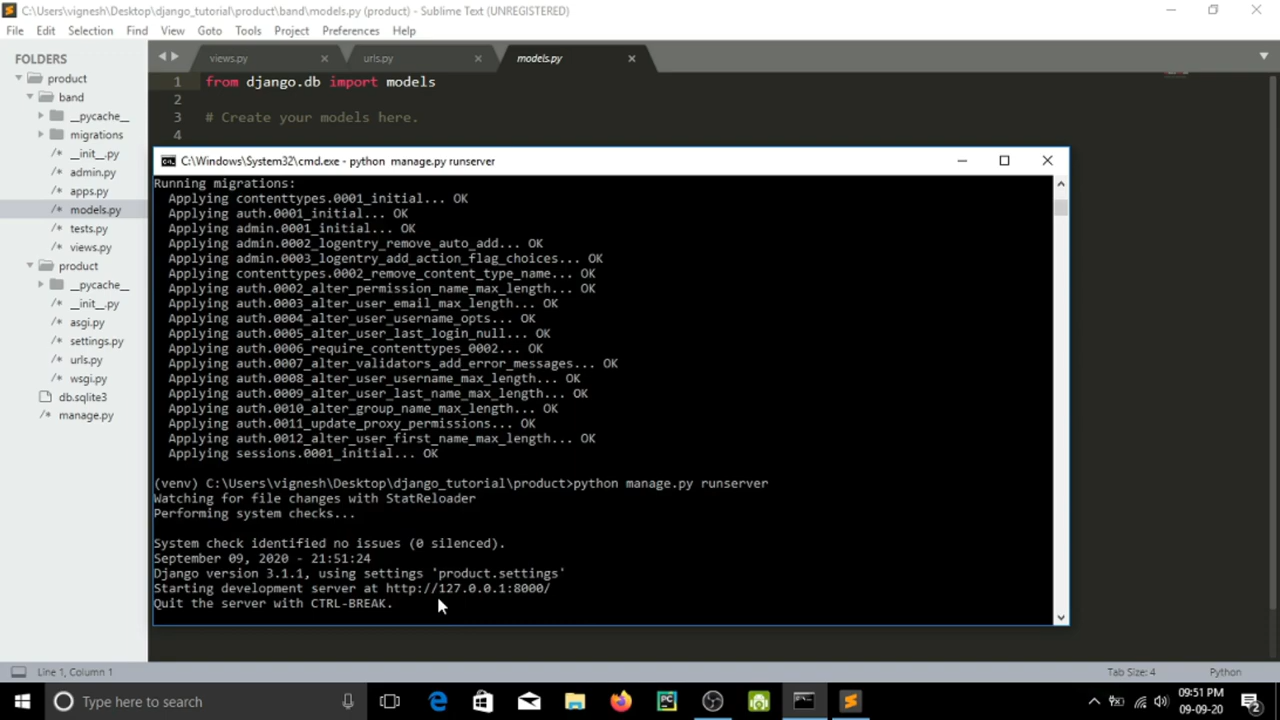 C:\Users\vignesh\Desktop\django_tutorial\product\band\models.py (product) - Sublime Text (UNREGISTERED)
File Edit Selection Find View Goto Tools Project Preferences Help
FOLDERS
product
band
__pycache__
migrations
/* __init__.py
/* admin.py
/* apps.py
/* models.py
/* tests.py
/* views.py
product
__pycache__
/* __init__.py
/* asgi.py
/* settings.py
/* urls.py
/* wsgi.py
db.sqlite3
/* manage.py
views.py urls.py models.py
1 from django.db import models
2
3 # Create your models here.
4
C:\Windows\System32\cmd.exe - python  manage.py runserver
Running migrations:
Applying contenttypes.0001_initial... OK
Applying auth.0001_initial... OK
Applying admin.0001_initial... OK
Applying admin.0002_logentry_remove_auto_add... OK
Applying admin.0003_logentry_add_action_flag_choices... OK
Applying contenttypes.0002_remove_content_type_name... OK
Applying auth.0002_alter_permission_name_max_length... OK
Applying auth.0003_alter_user_email_max_length... OK
Applying auth.0004_alter_user_username_opts... OK
Applying auth.0005_alter_user_last_login_null... OK
Applying auth.0006_require_contenttypes_0002... OK
Applying auth.0007_alter_validators_add_error_messages... OK
Applying auth.0008_alter_user_username_max_length... OK
Applying auth.0009_alter_user_last_name_max_length... OK
Applying auth.0010_alter_group_name_max_length... OK
Applying auth.0011_update_proxy_permissions... OK
Applying auth.0012_alter_user_first_name_max_length... OK
Applying sessions.0001_initial... OK
(venv) C:\Users\vignesh\Desktop\django_tutorial\product>python manage.py runserver
Watching for file changes with StatReloader
Performing system checks...
System check identified no issues (0 silenced).
September 09, 2020 - 21:51:24
Django version 3.1.1, using settings 'product.settings'
Starting development server at http://127.0.0.1:8000/
Quit the server with CTRL-BREAK.
Line 1, Column 1 Tab Size: 4 Python
Type here to search
PC
09:51 PM
09-09-20
2